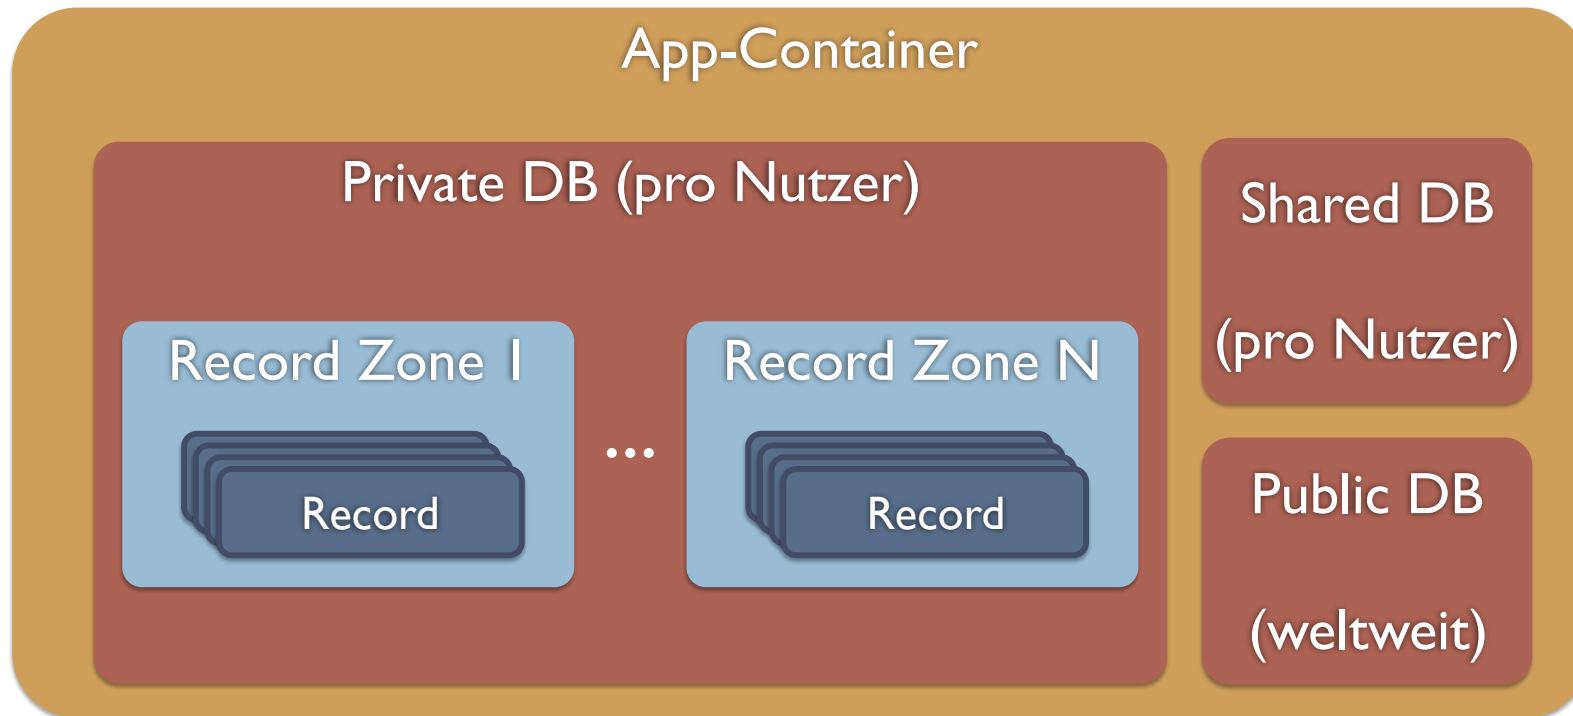 App-Container
Private DB (pro Nutzer)
Record Zone 1
Record
...
Record Zone N
Record
Shared DB
(pro Nutzer)
Public DB
(weltweit)